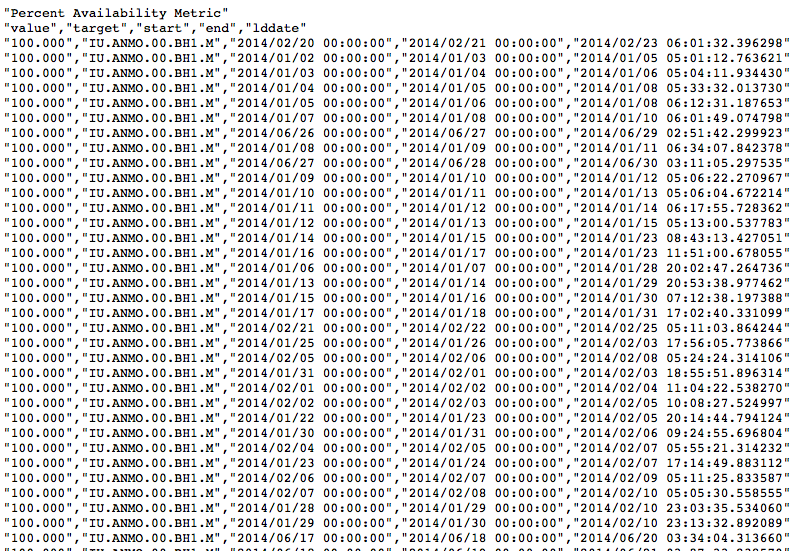 "Percent Availability Metric"
"value","target","start","end","lddate"
"100.000","IU.ANMO.00.BH1.M","2014/02/20 00:00:00","2014/02/21 00:00:00","2014/02/23 06:01:32.396298"
"100.000","IU.ANMO.00.BH1.M","2014/01/02 00:00:00","2014/01/03 00:00:00","2014/01/05 05:01:12.763621"
"100.000","IU.ANMO.00.BH1.M","2014/01/03 00:00:00","2014/01/04 00:00:00","2014/01/06 05:04:11.934430"
"100.000","IU.ANMO.00.BH1.M","2014/01/04 00:00:00","2014/01/05 00:00:00","2014/01/08 05:33:32.013730"
"100.000","IU.ANMO.00.BH1.M","2014/01/05 00:00:00","2014/01/06 00:00:00","2014/01/08 06:12:31.187653"
"100.000","IU.ANMO.00.BH1.M","2014/01/07 00:00:00","2014/01/08 00:00:00","2014/01/10 06:01:49.074798"
"100.000","IU.ANMO.00.BH1.M","2014/06/26 00:00:00","2014/06/27 00:00:00","2014/06/29 02:51:42.299923"
"100.000","IU.ANMO.00.BH1.M","2014/01/08 00:00:00","2014/01/09 00:00:00","2014/01/11 06:34:07.842378"
"100.000","IU.ANMO.00.BH1.M","2014/06/27 00:00:00","2014/06/28 00:00:00","2014/06/30 03:11:05.297535"
"100.000","IU.ANMO.00.BH1.M","2014/01/09 00:00:00","2014/01/10 00:00:00","2014/01/12 05:06:22.270967"
"100.000","IU.ANMO.00.BH1.M","2014/01/10 00:00:00","2014/01/11 00:00:00","2014/01/13 05:06:04.672214"
"100.000","IU.ANMO.00.BH1.M","2014/01/11 00:00:00","2014/01/12 00:00:00","2014/01/14 06:17:55.728362"
"100.000","IU.ANMO.00.BH1.M","2014/01/12 00:00:00","2014/01/13 00:00:00","2014/01/15 05:13:00.537783"
"100.000","IU.ANMO.00.BH1.M","2014/01/14 00:00:00","2014/01/15 00:00:00","2014/01/23 08:43:13.427051"
"100.000","IU.ANMO.00.BH1.M","2014/01/16 00:00:00","2014/01/17 00:00:00","2014/01/23 11:51:00.678055"
"100.000","IU.ANMO.00.BH1.M","2014/01/06 00:00:00","2014/01/07 00:00:00","2014/01/28 20:02:47.264736"
"100.000","IU.ANMO.00.BH1.M","2014/01/13 00:00:00","2014/01/14 00:00:00","2014/01/29 20:53:38.977462"
"100.000","IU.ANMO.00.BH1.M","2014/01/15 00:00:00","2014/01/16 00:00:00","2014/01/30 07:12:38.197388"
"100.000","IU.ANMO.00.BH1.M","2014/01/17 00:00:00","2014/01/18 00:00:00","2014/01/31 17:02:40.331099"
"100.000","IU.ANMO.00.BH1.M","2014/02/21 00:00:00","2014/02/22 00:00:00","2014/02/25 05:11:03.864244"
"100.000","IU.ANMO.00.BH1.M","2014/01/25 00:00:00","2014/01/26 00:00:00","2014/02/03 17:56:05.773866"
"100.000","IU.ANMO.00.BH1.M","2014/02/05 00:00:00","2014/02/06 00:00:00","2014/02/08 05:24:24.314106"
"100.000","IU.ANMO.00.BH1.M","2014/01/31 00:00:00","2014/02/01 00:00:00","2014/02/03 18:55:51.896314"
"100.000","IU.ANMO.00.BH1.M","2014/02/01 00:00:00","2014/02/02 00:00:00","2014/02/04 11:04:22.538270"
"100.000","IU.ANMO.00.BH1.M","2014/02/02 00:00:00","2014/02/03 00:00:00","2014/02/05 10:08:27.524997"
"100.000","IU.ANMO.00.BH1.M","2014/01/22 00:00:00","2014/01/23 00:00:00","2014/02/05 20:14:44.794124"
"100.000","IU.ANMO.00.BH1.M","2014/01/30 00:00:00","2014/01/31 00:00:00","2014/02/06 09:24:55.696804"
"100.000","IU.ANMO.00.BH1.M","2014/02/04 00:00:00","2014/02/05 00:00:00","2014/02/07 05:55:21.314232"
"100.000","IU.ANMO.00.BH1.M","2014/01/23 00:00:00","2014/01/24 00:00:00","2014/02/07 17:14:49.883112"
"100.000","IU.ANMO.00.BH1.M","2014/02/06 00:00:00","2014/02/07 00:00:00","2014/02/09 05:11:25.833587"
"100.000","IU.ANMO.00.BH1.M","2014/02/07 00:00:00","2014/02/08 00:00:00","2014/02/10 05:05:30.558555"
"100.000","IU.ANMO.00.BH1.M","2014/01/28 00:00:00","2014/01/29 00:00:00","2014/02/10 23:03:35.534060"
"100.000","IU.ANMO.00.BH1.M","2014/01/29 00:00:00","2014/01/30 00:00:00","2014/02/10 23:13:32.892089"
"100.000","IU.ANMO.00.BH1.M","2014/06/17 00:00:00","2014/06/18 00:00:00","2014/06/20 03:34:04.313660"